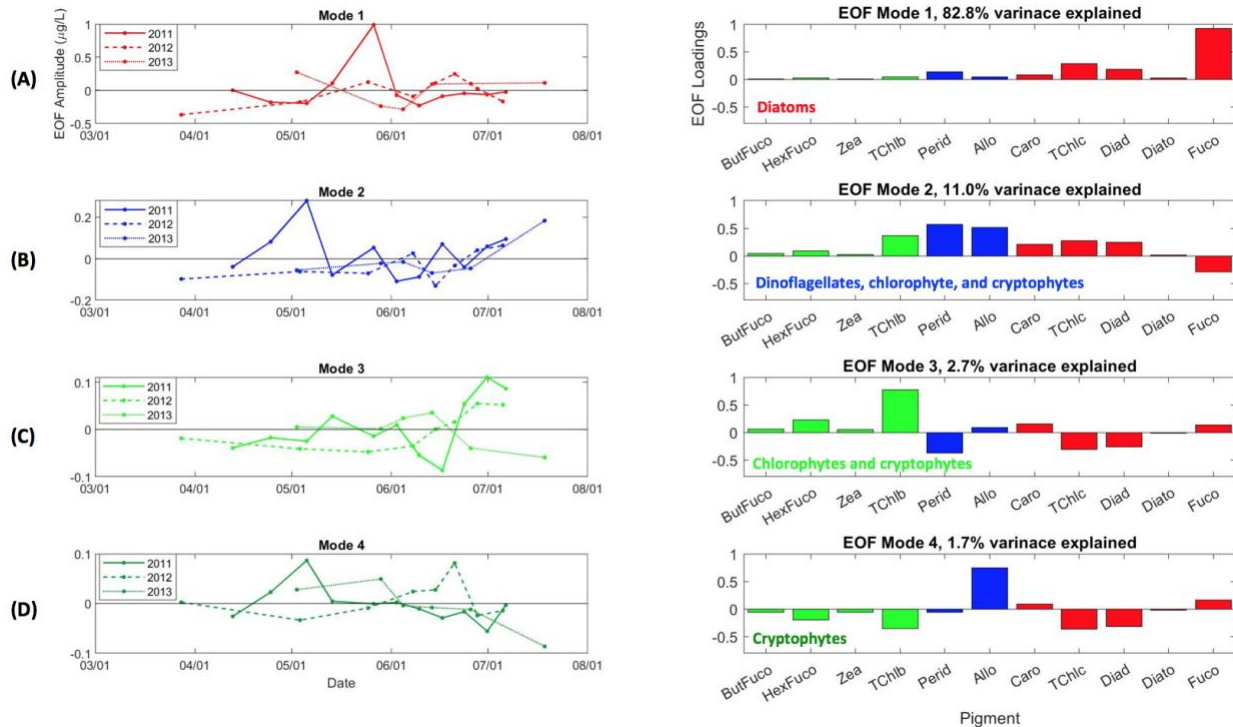 (A)
Mode 1
EOF Amplitude (µg/L)
1
0.5
0
-0.5
2011
2012
2013
03/01 04/01 05/01 06/01 07/01 08/01
EOF Mode 1, 82.8% varinace explained
EOF Loadings
1
0.5
0
-0.5
Diatoms
ButFuco HexFuco Zea TChlb Perid Allo Caro TChlc Diad Diato Fuco
(B)
Mode 2
0.2
0
-0.2
2011
2012
2013
03/01 04/01 05/01 06/01 07/01 08/01
EOF Mode 2, 11.0% varinace explained
1
0.5
0
-0.5
Dinoflagellates, chlorophyte, and cryptophytes
ButFuco HexFuco Zea TChlb Perid Allo Caro TChlc Diad Diato Fuco
(C)
Mode 3
0.1
0
-0.1
2011
2012
2013
03/01 04/01 05/01 06/01 07/01 08/01
EOF Mode 3, 2.7% varinace explained
1
0.5
0
-0.5
Chlorophytes and cryptophytes
ButFuco HexFuco Zea TChlb Perid Allo Caro TChlc Diad Diato Fuco
(D)
Mode 4
0.1
0
-0.1
2011
2012
2013
03/01 04/01 05/01 06/01 07/01 08/01
Date
EOF Mode 4, 1.7% varinace explained
1
0.5
0
-0.5
Cryptophytes
ButFuco HexFuco Zea TChlb Perid Allo Caro TChlc Diad Diato Fuco
Pigment